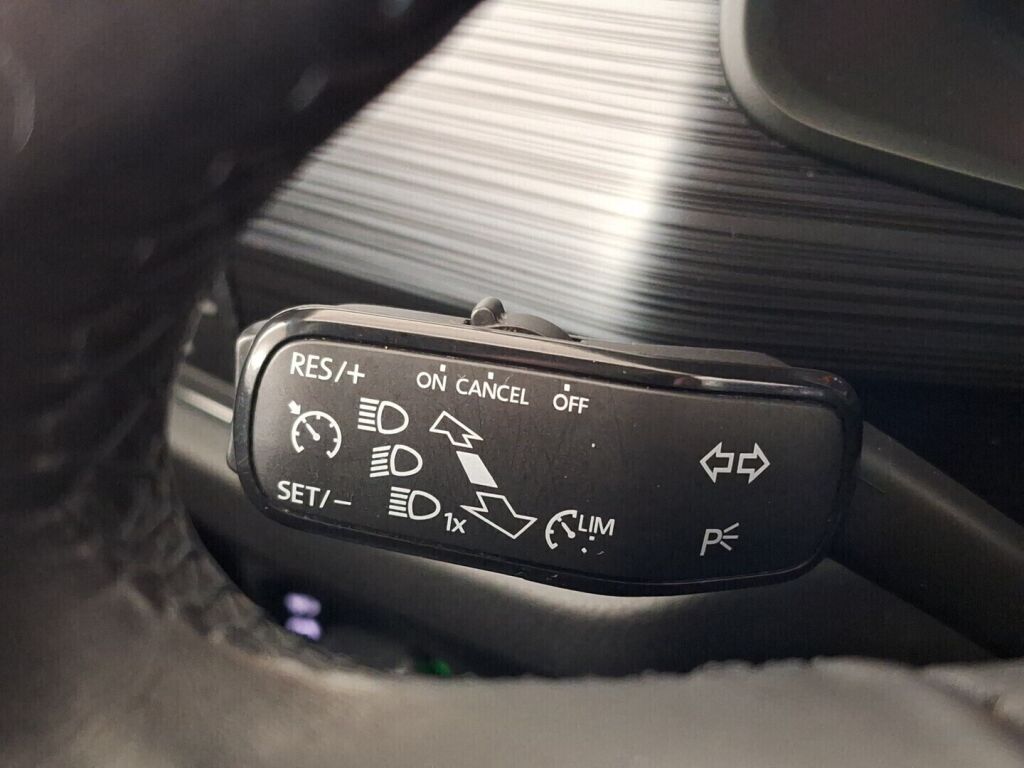 RES/+
ON CANCEL OFF
SET/-
1x
LIM
P